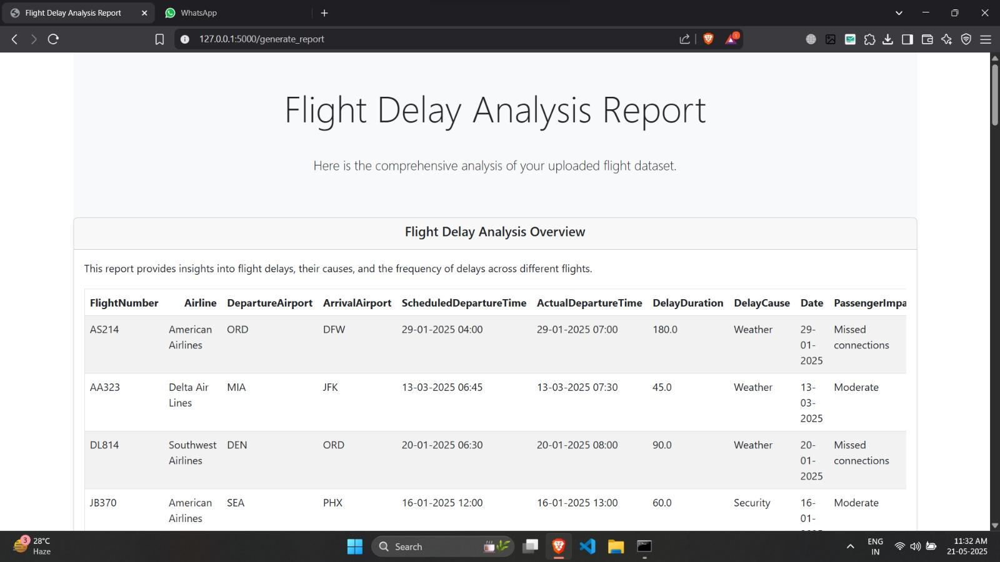 Flight Delay Analysis Report
WhatsApp
127.0.0.1:5000/generate_report
1
Flight Delay Analysis Report
Here is the comprehensive analysis of your uploaded flight dataset.
Flight Delay Analysis Overview
This report provides insights into flight delays, their causes, and the frequency of delays across different flights.
FlightNumber Airline DepartureAirport ArrivalAirport ScheduledDepartureTime ActualDepartureTime DelayDuration DelayCause Date PassengerImpa
AS214 American ORD DFW 29-01-2025 04:00 29-01-2025 07:00 180.0 Weather 29- Missed
Airlines 01- connections
2025
AA323 Delta Air MIA JFK 13-03-2025 06:45 13-03-2025 07:30 45.0 Weather 13- Moderate
Lines 03-
2025
DL814 Southwest DEN ORD 20-01-2025 06:30 20-01-2025 08:00 90.0 Weather 20- Missed
Airlines 01- connections
2025
JB370 American SEA PHX 16-01-2025 12:00 16-01-2025 13:00 60.0 Security 16- Moderate
Airlines 01-
3 28°C
Haze
Search
ENG
IN
11:32 AM
21-05-2025